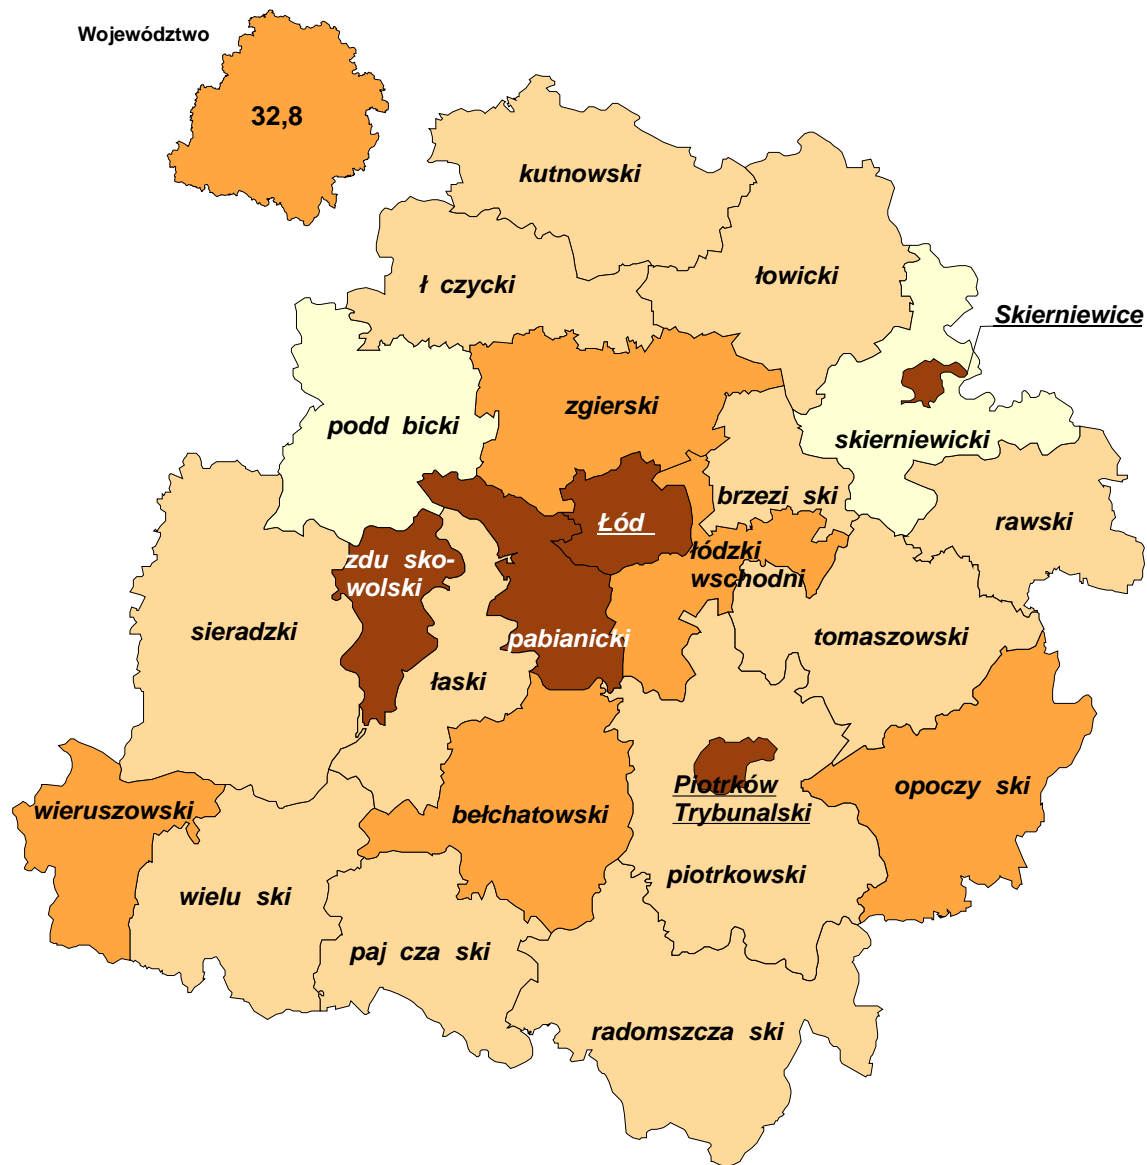 Województwo
32,8
kutnowski
ł czycki
łowicki
Skierniewice
podd bicki
zgierski
skierniewicki
brzezi ski
rawski
Łód
łódzki
wschodni
zdu sko-
wolski
sieradzki
pabianicki
tomaszowski
łaski
wieruszowski
bełchatowski
Piotrków
Trybunalski
opoczy ski
piotrkowski
wielu ski
paj cza ski
radomszcza ski